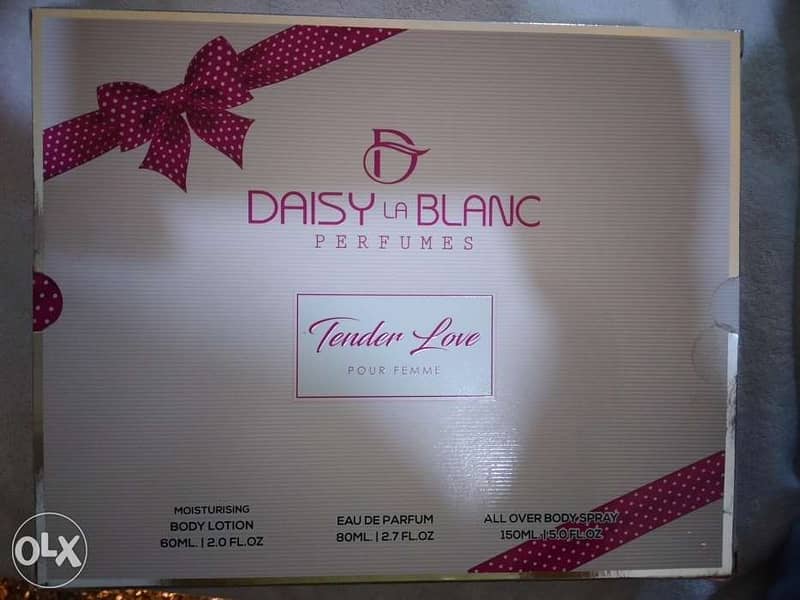 DAISY LA BLANC
PERFUMES
Tender Love
POUR FEMME
MOISTURISING
BODY LOTION
60ML. | 2.0 FL.OZ
EAU DE PARFUM
80ML. | 2.7 FL.OZ
ALL OVER BODY SPRAY
150ML. | 5.0 FL.OZ
OLX